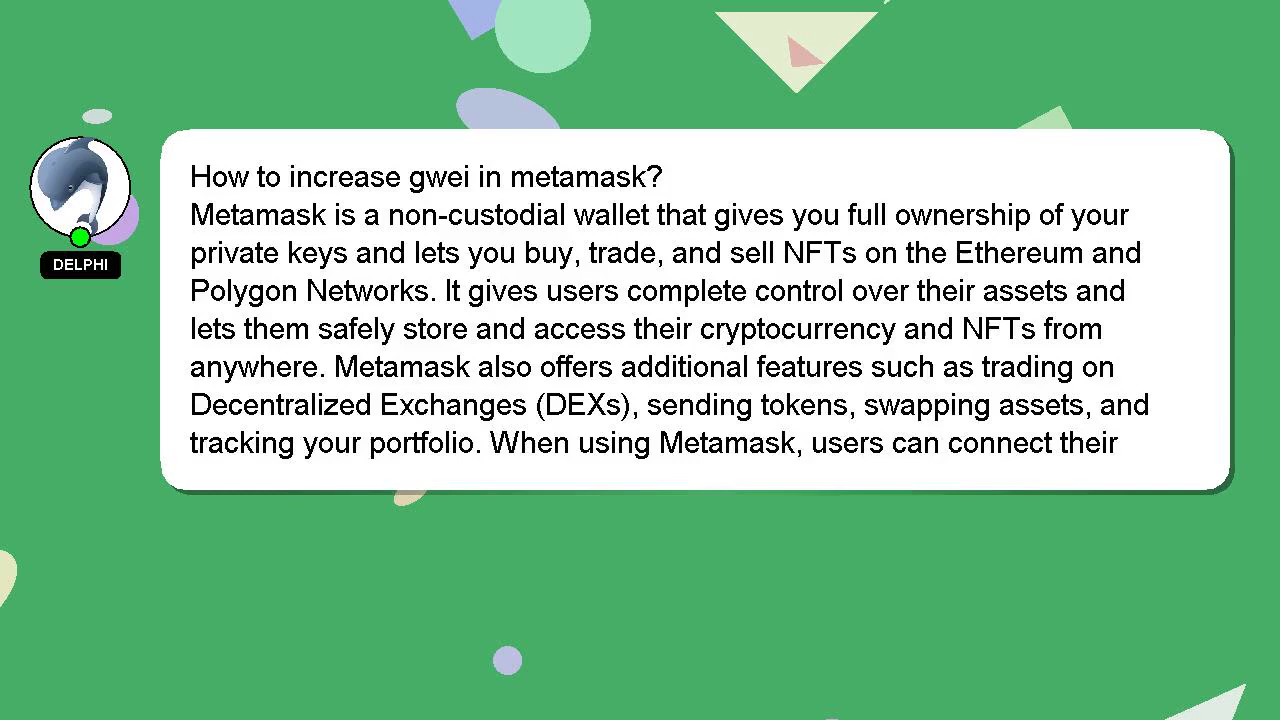 How to increase gwei in metamask?
Metamask is a non-custodial wallet that gives you full ownership of your
private keys and lets you buy, trade, and sell NFTs on the Ethereum and
Polygon Networks. It gives users complete control over their assets and
lets them safely store and access their cryptocurrency and NFTs from
anywhere. Metamask also offers additional features such as trading on
Decentralized Exchanges (DEXs), sending tokens, swapping assets, and
tracking your portfolio. When using Metamask, users can connect their
DELPHI